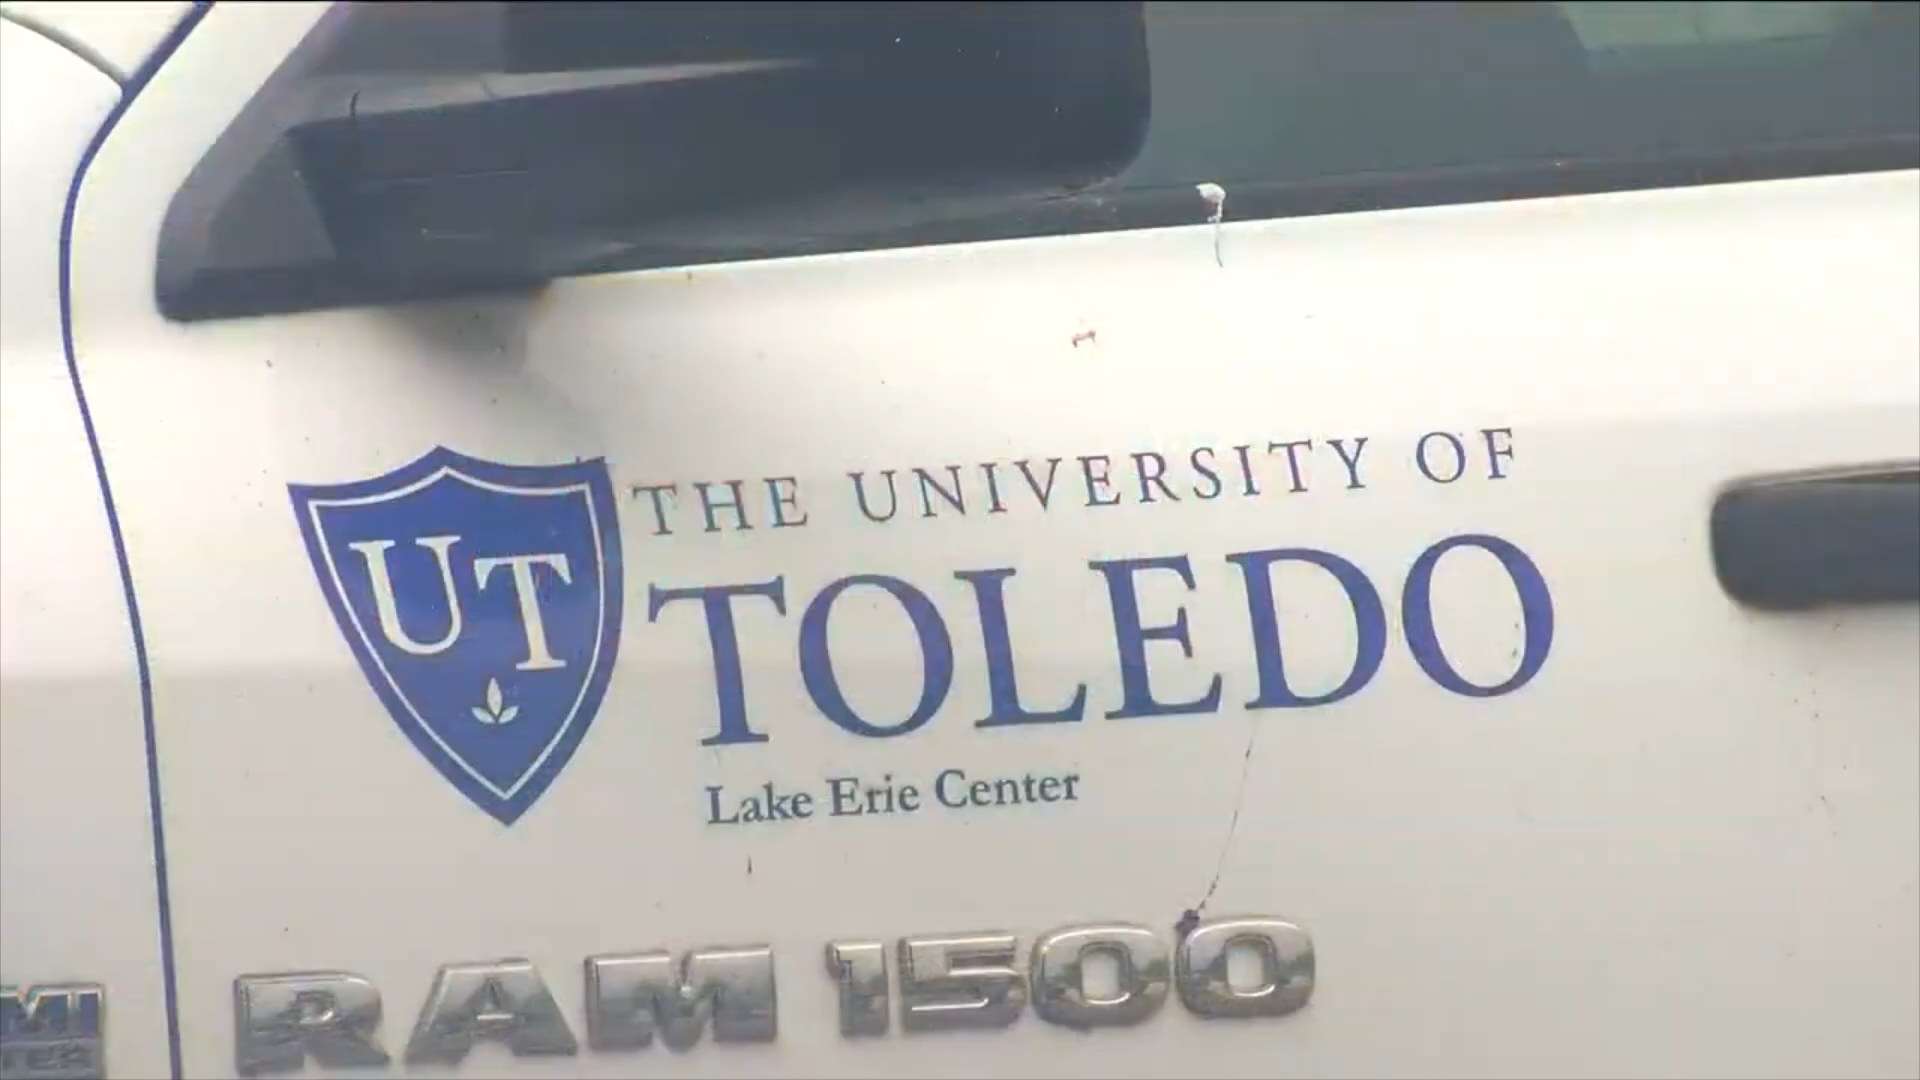 UT
THE UNIVERSITY OF
TOLEDO
Lake Erie Center
RAM 1500